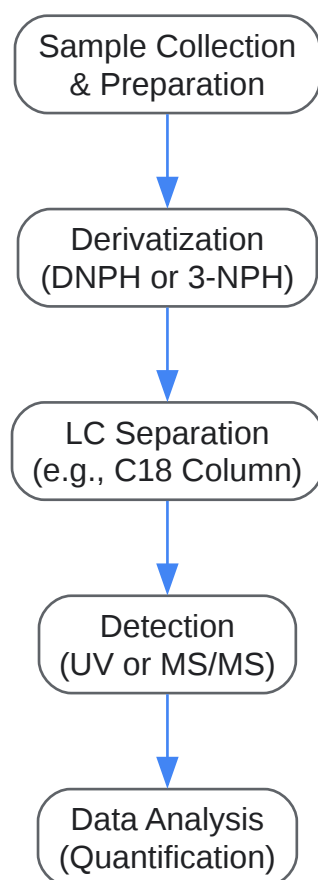 Sample Collection
& Preparation
Derivatization
(DNPH or 3-NPH)
LC Separation
(e.g., C18 Column)
Detection
(UV or MS/MS)
Data Analysis
(Quantification)